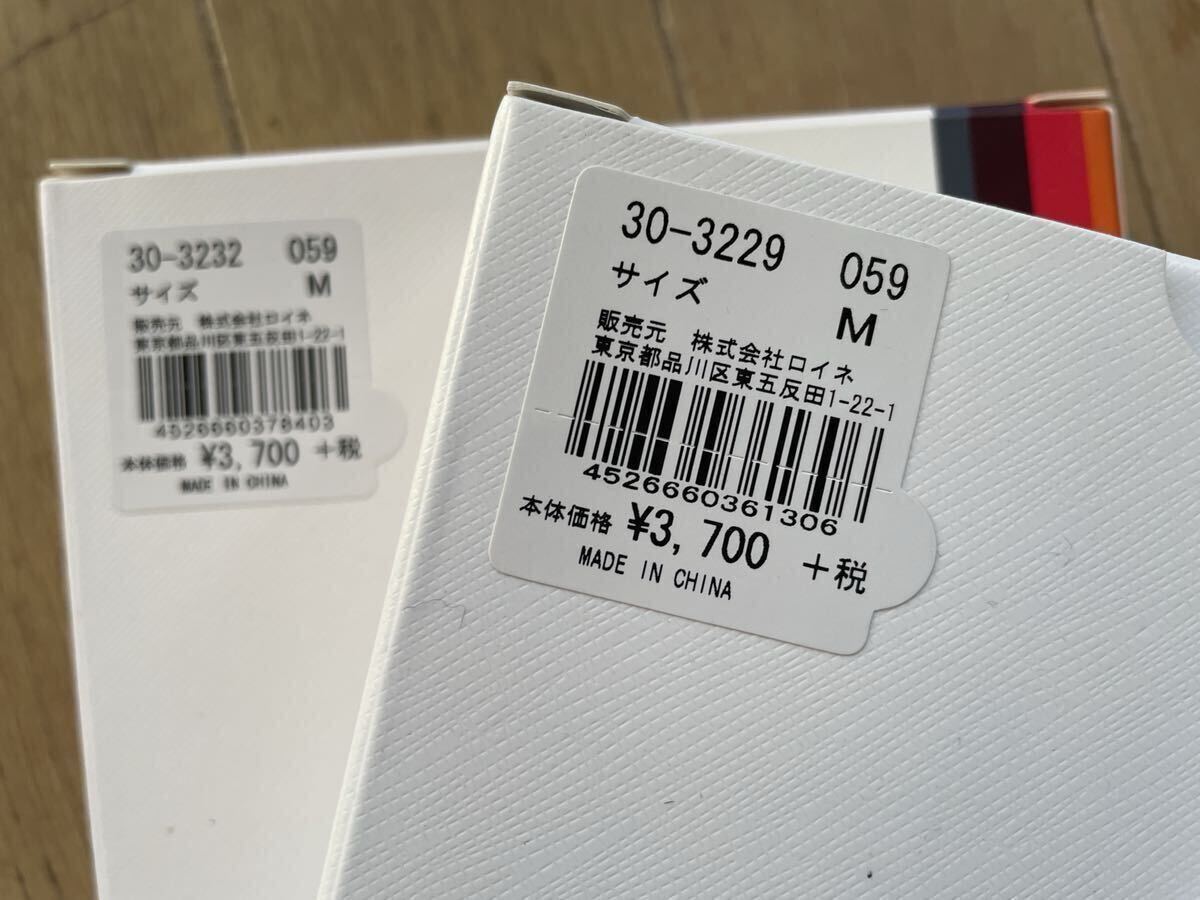 30-3232 059
サイズ M
販売元 株式会社ロイネ
東京都品川区東五反田1-22-1
4526660378403
本体価格 ¥3,700 +税
MADE IN CHINA
30-3229 059
サイズ M
販売元 株式会社ロイネ
東京都品川区東五反田1-22-1
4526660361306
本体価格 ¥3,700 +税
MADE IN CHINA